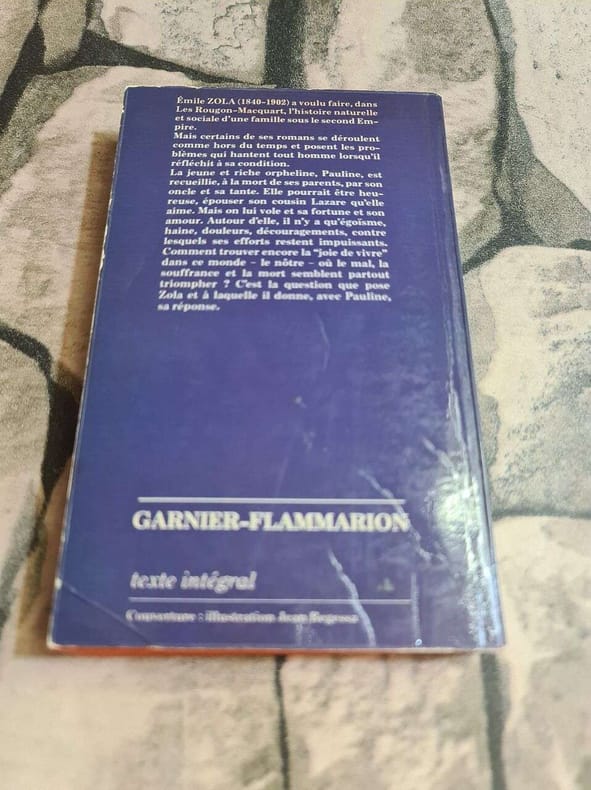 Émile ZOLA (1840-1902) a voulu faire, dans
Les Rougon-Macquart, l'histoire naturelle
et sociale d'une famille sous le second Em-
pire.
Mais certains de ses romans se déroulent
comme hors du temps et posent les pro-
blèmes qui hantent tout homme lorsqu'il
réfléchit à sa condition.
La jeune et riche orpheline, Pauline, est
recueillie, à la mort de ses parents, par son
oncle et sa tante. Elle pourrait être heu-
reuse, épouser son cousin Lazare qu'elle
aime. Mais on lui vole et sa fortune et son
amour. Autour d'elle, il n'y a qu'égoïsme,
haine, douleurs, découragements, contre
lesquels ses efforts restent impuissants.
Comment trouver encore la "joie de vivre"
dans ce monde - le nôtre - où le mal, la
souffrance et la mort semblent partout
triompher ? C'est la question que pose
Zola et à laquelle il donne, avec Pauline,
sa réponse.
GARNIER-FLAMMARION
texte intégral
Couverture : illustration Jean